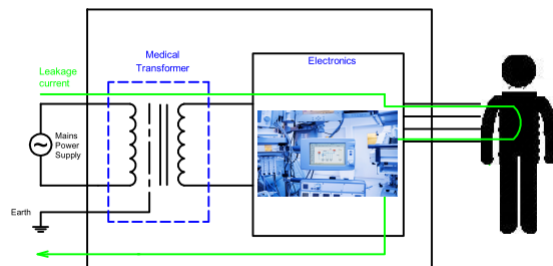 Medical
Transformer
Electronics
Leakage
current
Mains
Power
Supply
Earth